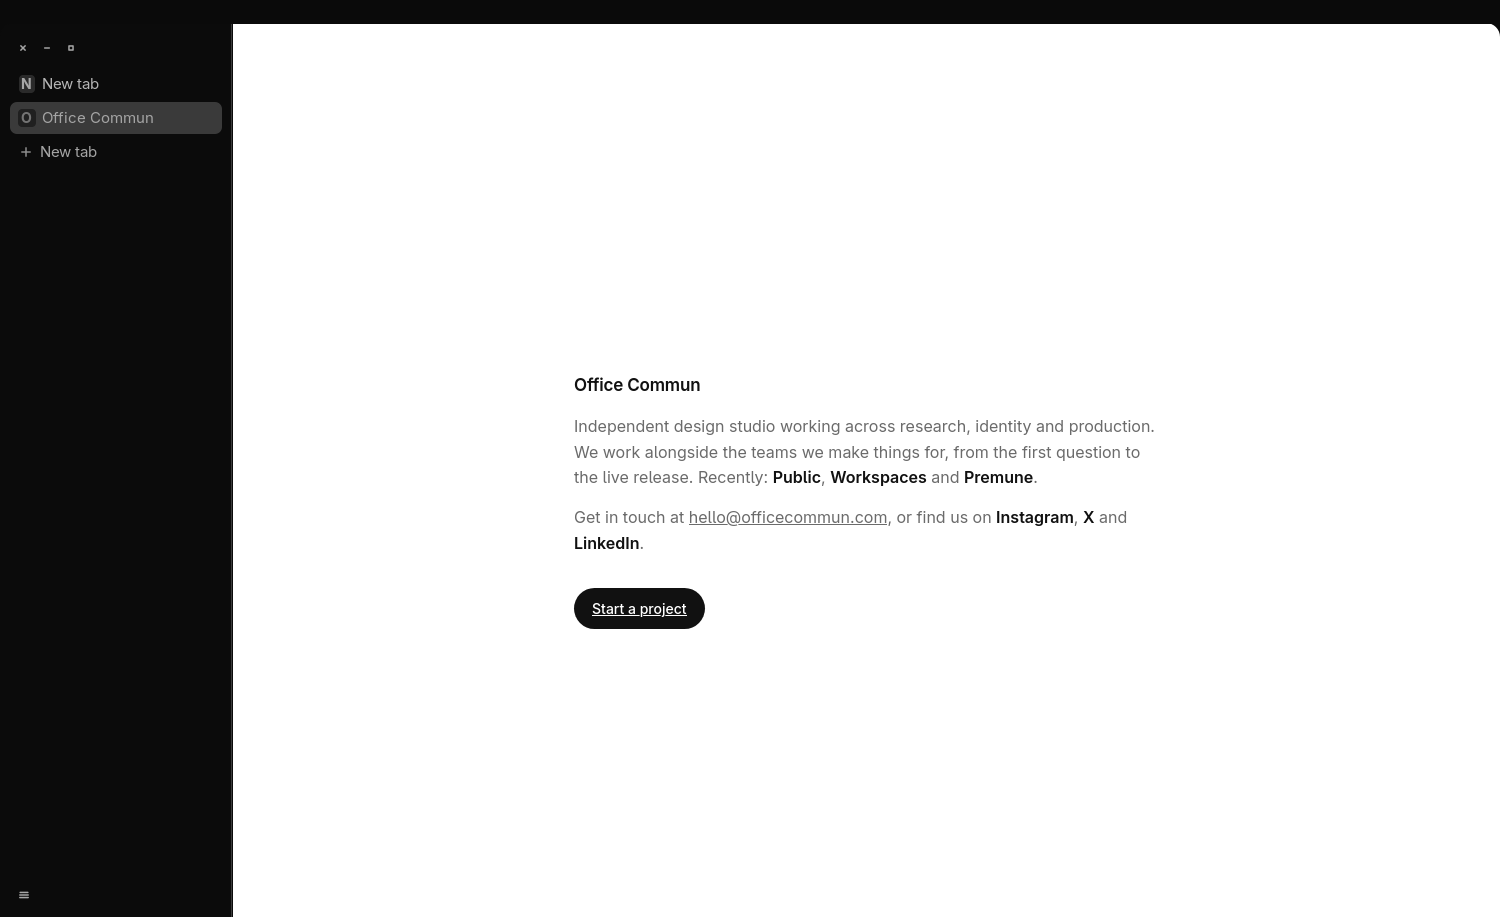 N New tab
O Office Commun
+ New tab
Office Commun
Independent design studio working across research, identity and production.
We work alongside the teams we make things for, from the first question to
the live release. Recently: Public, Workspaces and Premune.
Get in touch at hello@officecommun.com, or find us on Instagram, X and
LinkedIn.
Start a project